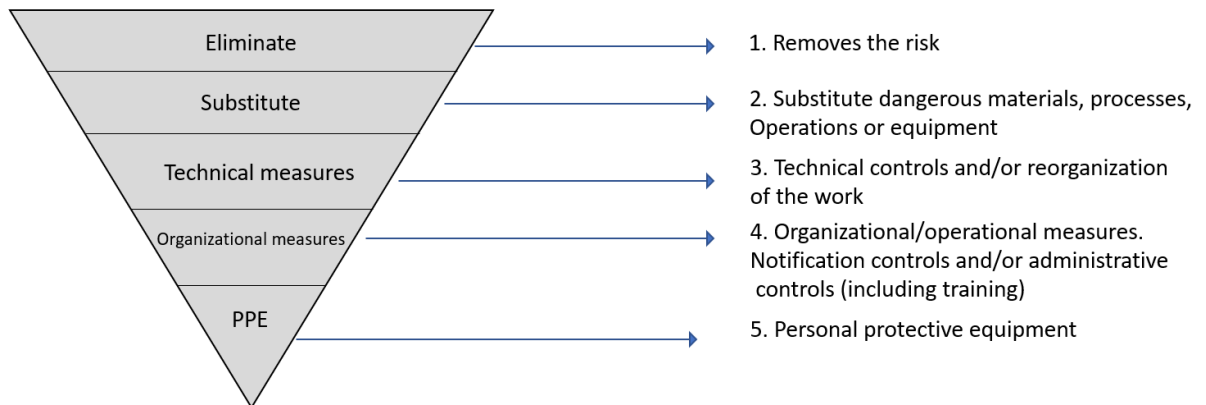 Eliminate
1. Removes the risk
Substitute
2. Substitute dangerous materials, processes,
Operations or equipment
Technical measures
3. Technical controls and/or reorganization
of the work
Organizational measures
4. Organizational/operational measures.
Notification controls and/or administrative
controls (including training)
PPE
5. Personal protective equipment